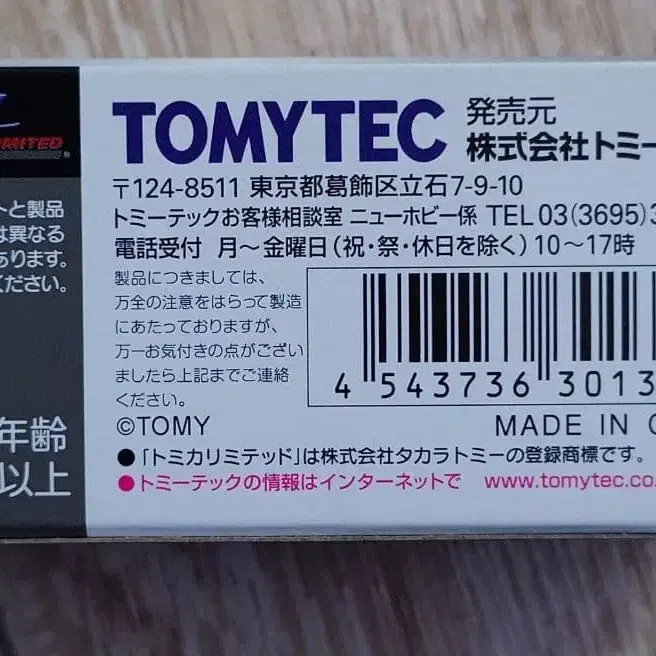 LIMITED®
TOMYTEC
発売元
株式会社トミー
〒124-8511 東京都葛飾区立石7-9-10
トミーテックお客様相談室 ニューホビー係 TEL 03(3695)3
電話受付 月～金曜日(祝・祭・休日を除く)10～17時
トと製品
は異なる
あります。
ください。
製品につきましては、
万全の注意をはらって製造
にあたっておりますが、
万一お気付きの点がござい
ましたら上記までご連絡
ください。
4 543736 3013
©TOMY
MADE IN C
年齢
以上
●「トミカリミテッド」は株式会社タカラトミーの登録商標です。
●トミーテックの情報はインターネットで www.tomytec.co.